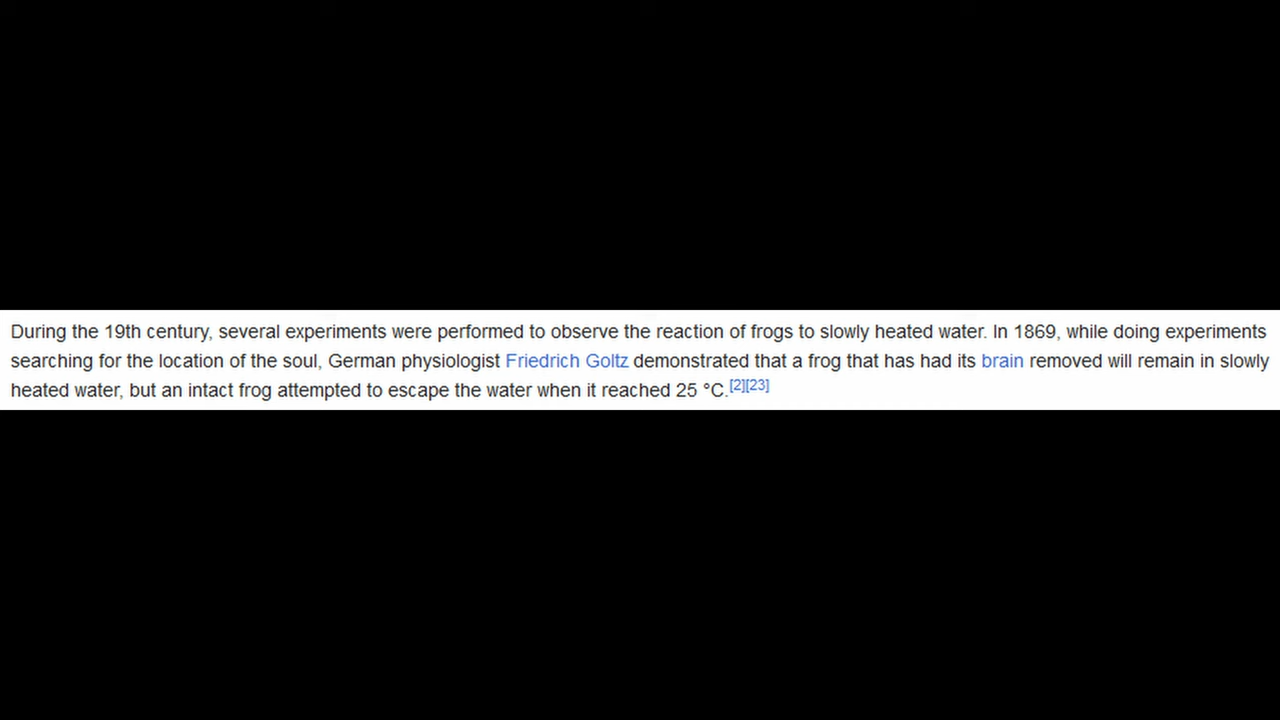 During the 19th century, several experiments were performed to observe the reaction of frogs to slowly heated water. In 1869, while doing experiments
searching for the location of the soul, German physiologist Friedrich Goltz demonstrated that a frog that has had its brain removed will remain in slowly
heated water, but an intact frog attempted to escape the water when it reached 25 °C.[2][23]